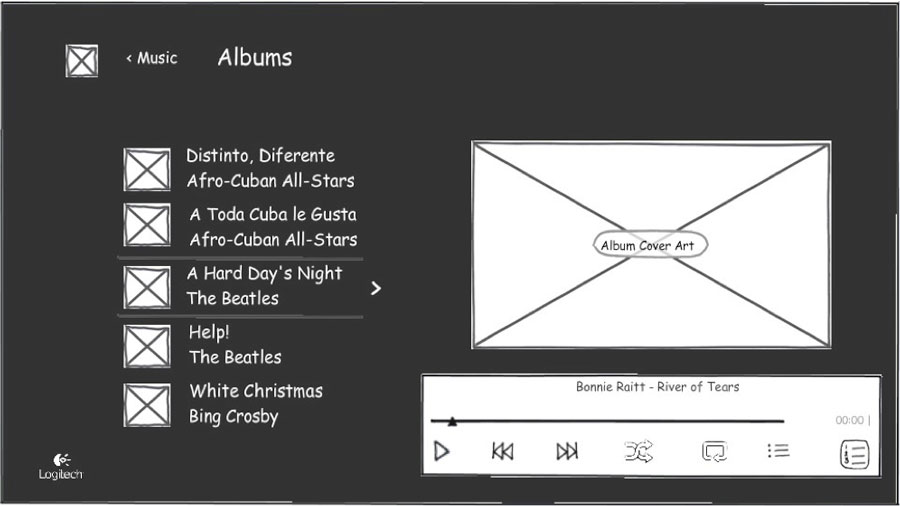 < Music
Albums
Distinto, Diferente
Afro-Cuban All-Stars
A Toda Cuba le Gusta
Afro-Cuban All-Stars
A Hard Day's Night
The Beatles
Help!
The Beatles
White Christmas
Bing Crosby
Album Cover Art
Bonnie Raitt - River of Tears
00:00 |
Logitech